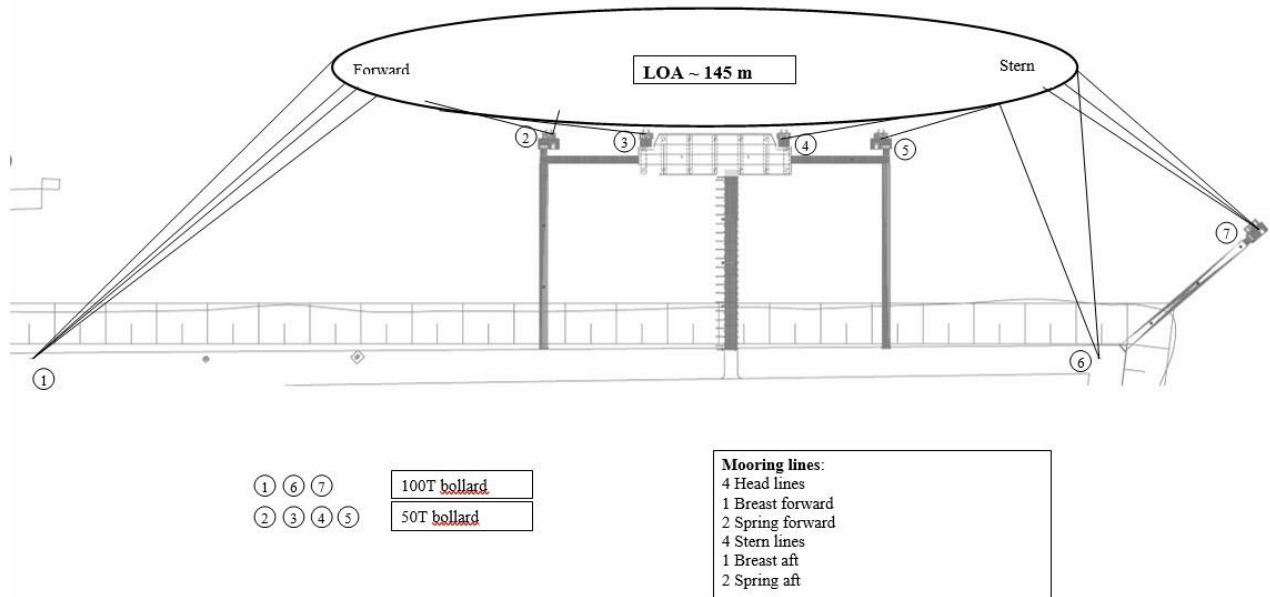 Forward
LOA ~ 145 m
Stern
2
3
4
5
7
1
6
1 6 7
100T bollard
2 3 4 5
50T bollard
Mooring lines:
4 Head lines
1 Breast forward
2 Spring forward
4 Stern lines
1 Breast aft
2 Spring aft